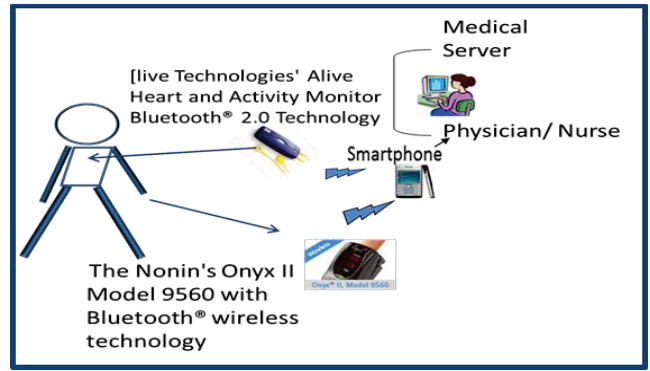 Medical
Server
[live Technologies' Alive
Heart and Activity Monitor
Bluetooth® 2.0 Technology
Physician/ Nurse
Smartphone
Wireless
Onyx® II, Model 9560
The Nonin's Onyx II
Model 9560 with
Bluetooth® wireless
technology